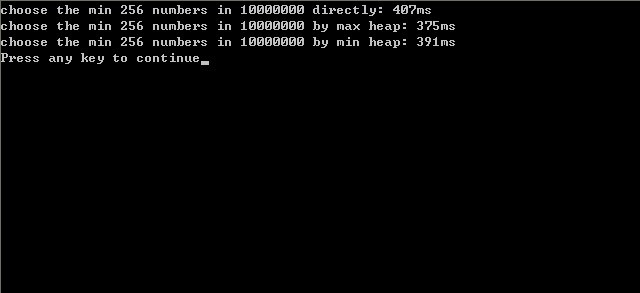 choose the min 256 numbers in 10000000 directly: 407ms
choose the min 256 numbers in 10000000 by max heap: 375ms
choose the min 256 numbers in 10000000 by min heap: 391ms
Press any key to continue_